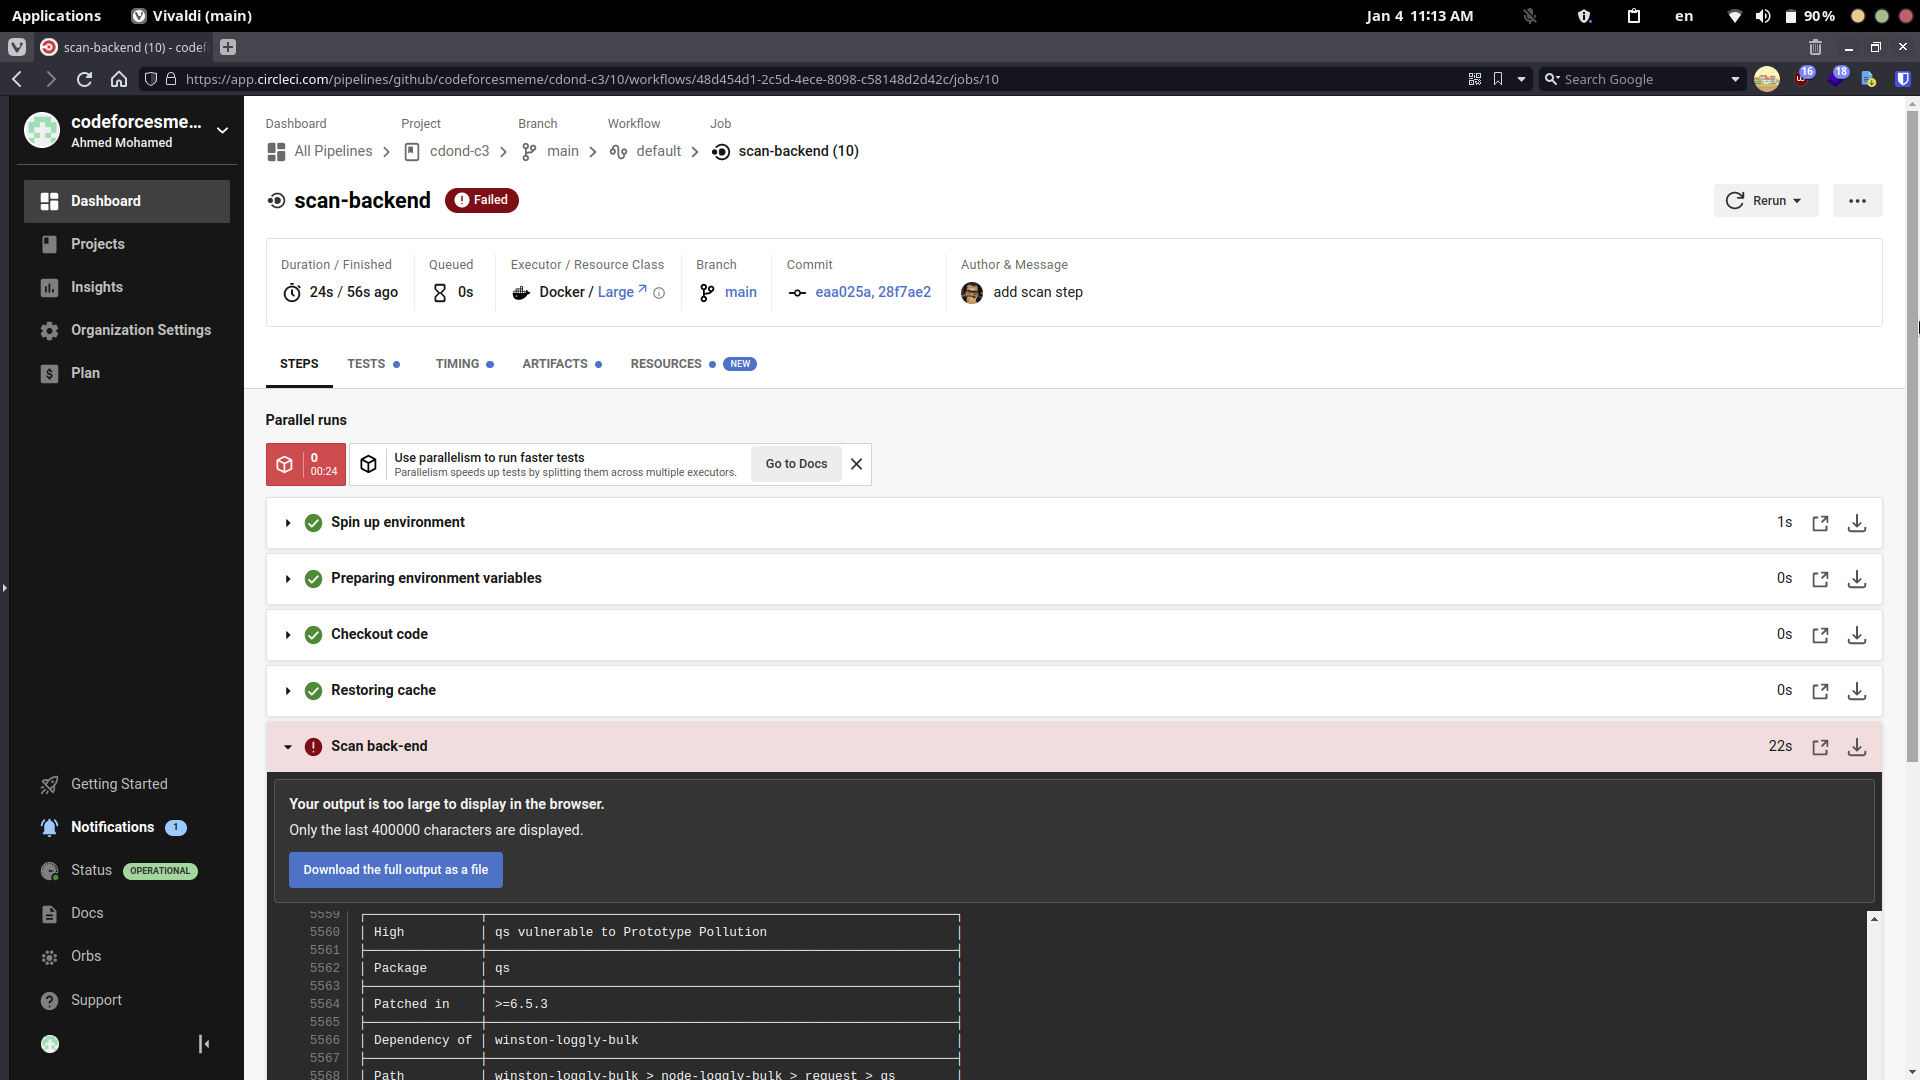 Applications
Vivaldi (main)
Jan 4 11:13 AM
en
90%
scan-backend (10) - codef
https://app.circleci.com/pipelines/github/codeforcesmeme/cdond-c3/10/workflows/48d454d1-2c5d-4ece-8098-c58148d2d42c/jobs/10
Search Google
16
18
codeforcesme...
Ahmed Mohamed
Dashboard
Projects
Insights
Organization Settings
Plan
Getting Started
Notifications 1
Status OPERATIONAL
Docs
Orbs
Support
Dashboard Project Branch Workflow Job
All Pipelines cdond-c3 main default scan-backend (10)
scan-backend Failed
Rerun
Duration / Finished Queued Executor / Resource Class Branch Commit Author & Message
24s / 56s ago 0s Docker / Large main eaa025a, 28f7ae2 add scan step
STEPS TESTS TIMING ARTIFACTS RESOURCES NEW
Parallel runs
0
00:24
Use parallelism to run faster tests
Parallelism speeds up tests by splitting them across multiple executors.
Go to Docs
Spin up environment 1s
Preparing environment variables 0s
Checkout code 0s
Restoring cache 0s
Scan back-end 22s
Your output is too large to display in the browser.
Only the last 400000 characters are displayed.
Download the full output as a file
5559
5560 High qs vulnerable to Prototype Pollution
5561
5562 Package qs
5563
5564 Patched in >=6.5.3
5565
5566 Dependency of winston-loggly-bulk
5567
5568 Path winston-loggly-bulk > node-loggly-bulk > request > qs